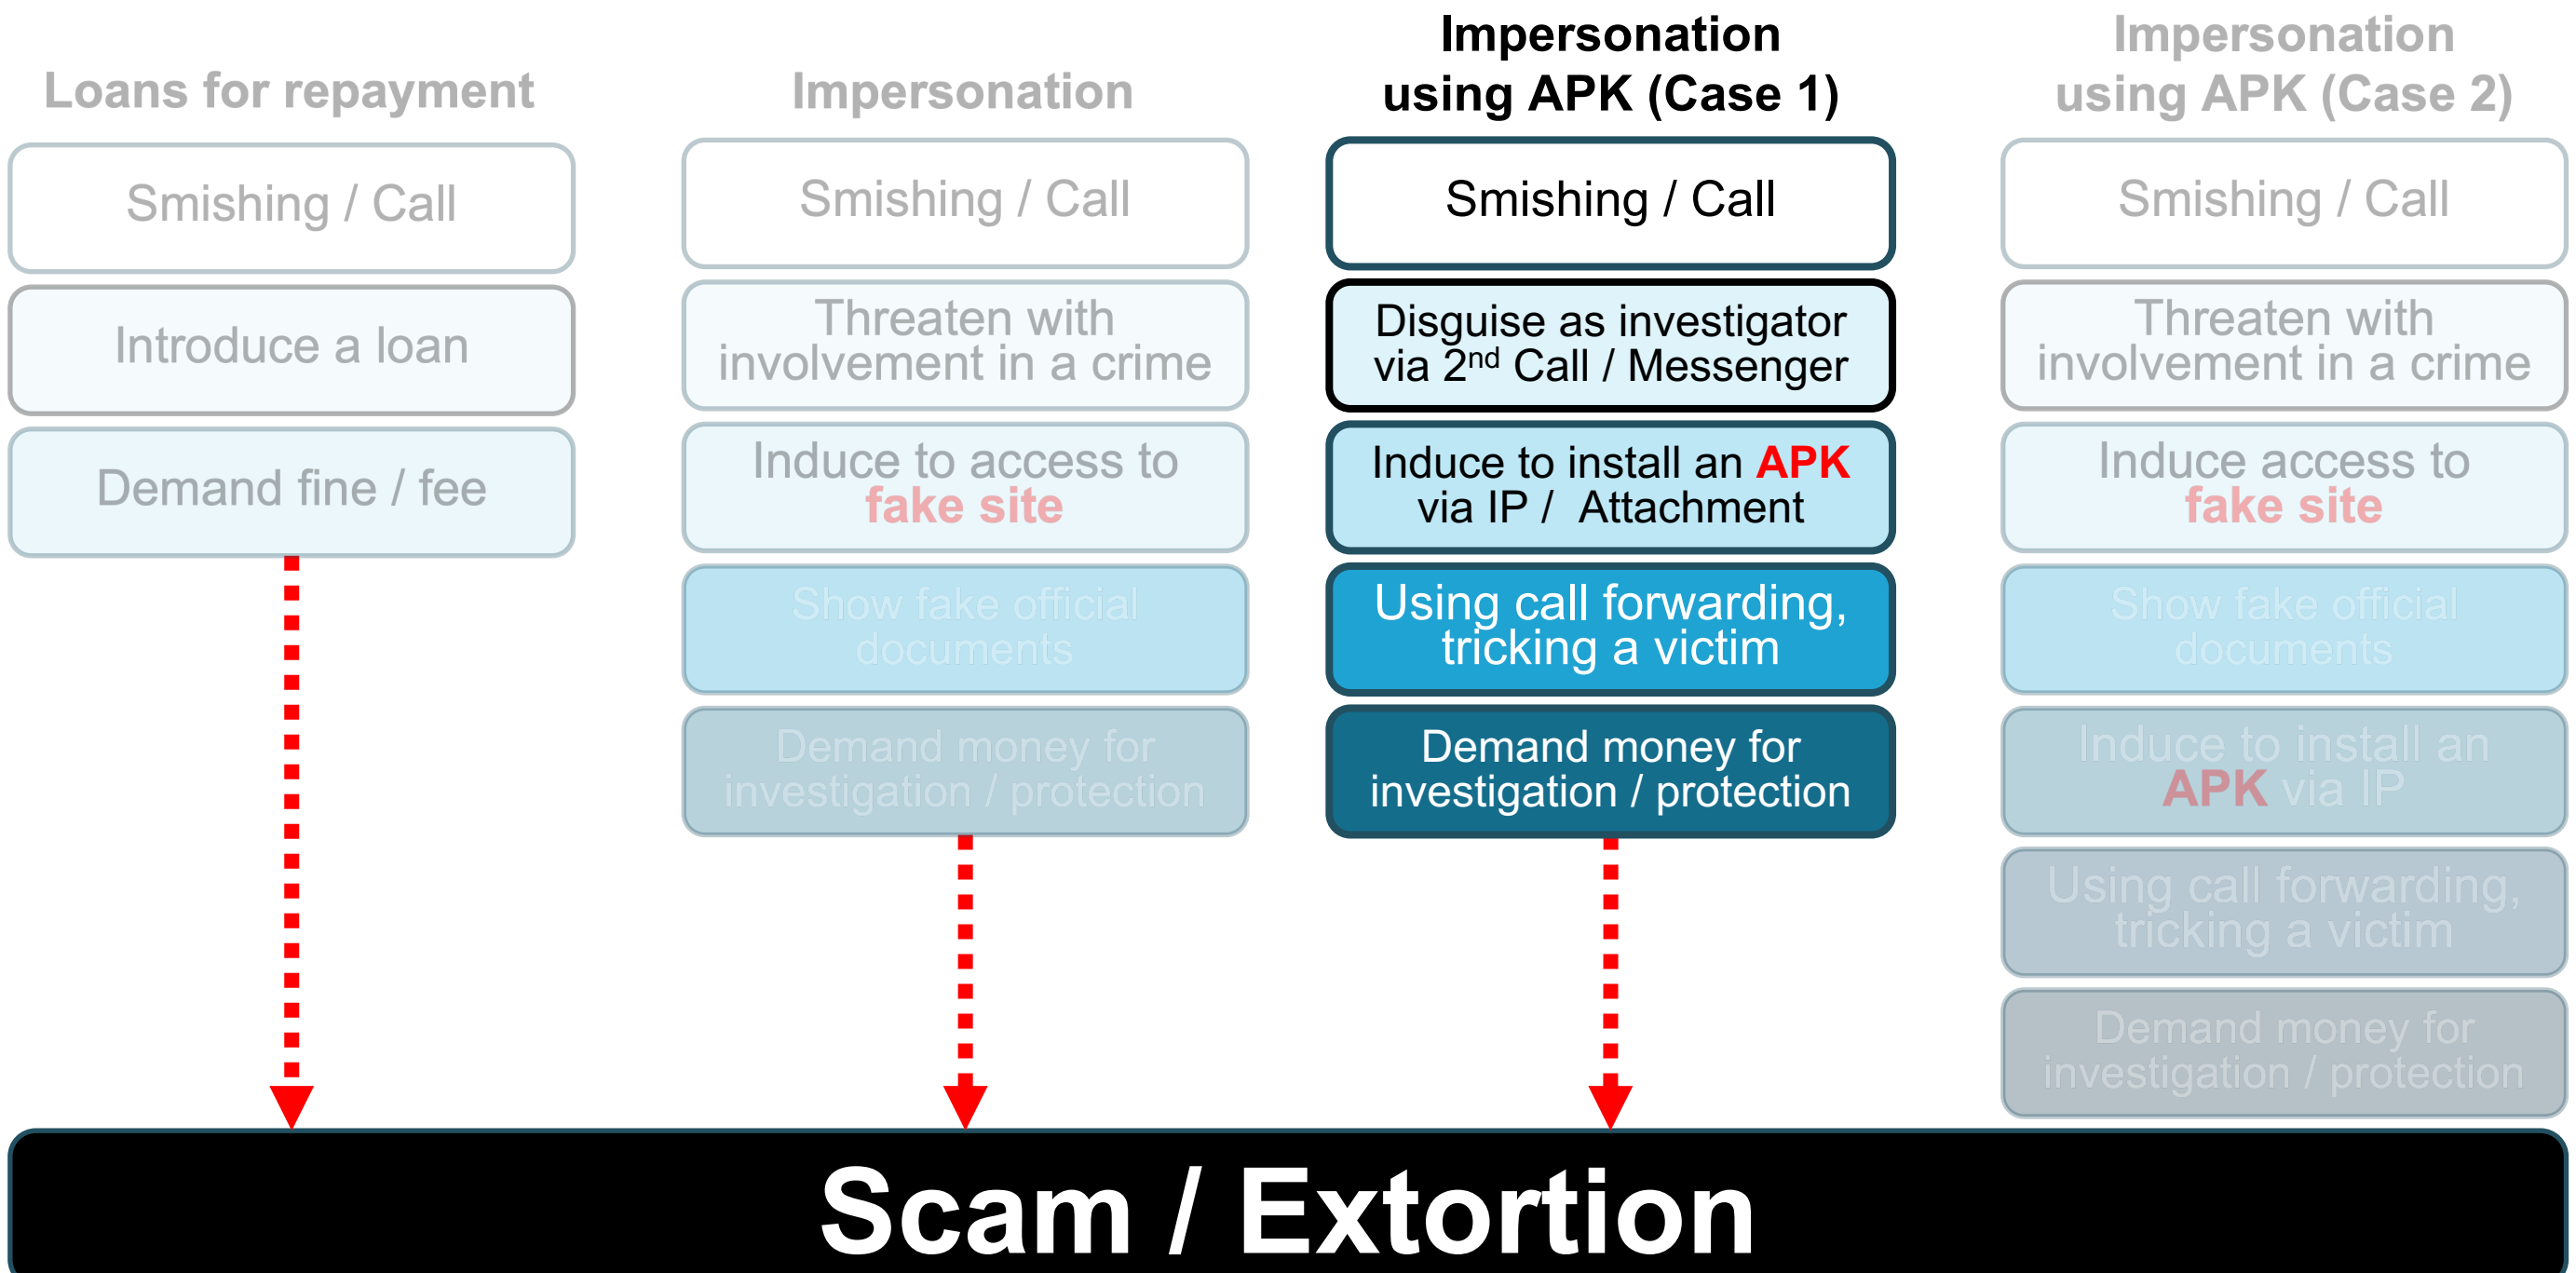 Loans for repayment
Smishing / Call
Introduce a loan
Demand fine / fee
Impersonation
Smishing / Call
Threaten with
involvement in a crime
Induce to access to
fake site
Show fake official
documents
Demand money for
investigation / protection
Impersonation
using APK (Case 1)
Smishing / Call
Disguise as investigator
via 2nd Call / Messenger
Induce to install an APK
via IP / Attachment
Using call forwarding,
tricking a victim
Demand money for
investigation / protection
Impersonation
using APK (Case 2)
Smishing / Call
Threaten with
involvement in a crime
Induce access to
fake site
Show fake official
documents
Induce to install an
APK via IP
Using call forwarding,
tricking a victim
Demand money for
investigation / protection
Scam / Extortion